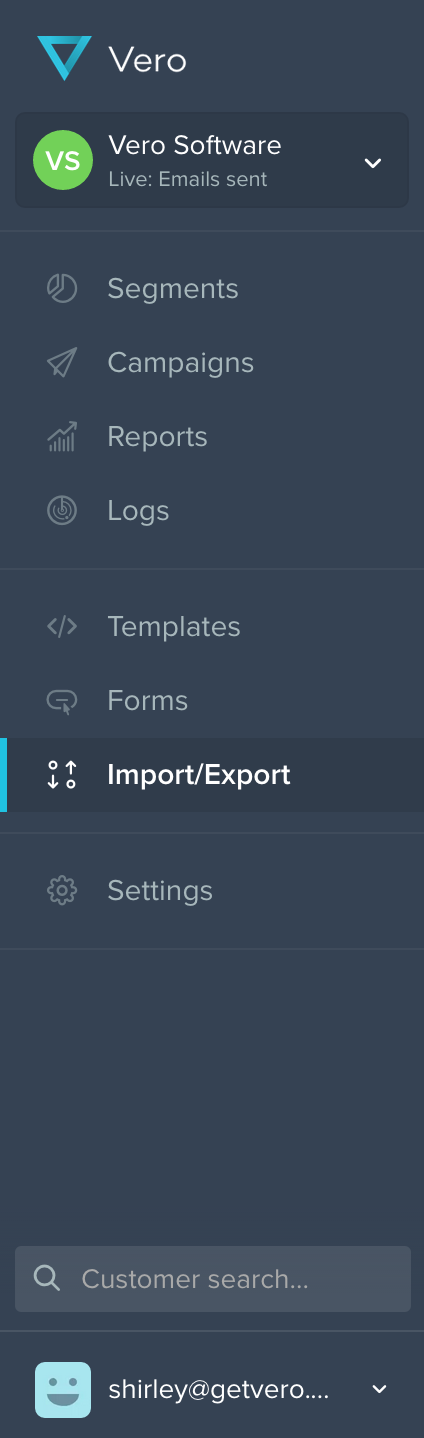 Vero
VS
Vero Software
Live: Emails sent
Segments
Campaigns
Reports
Logs
Templates
Forms
Import/Export
Settings
Customer search...
shirley@getvero....